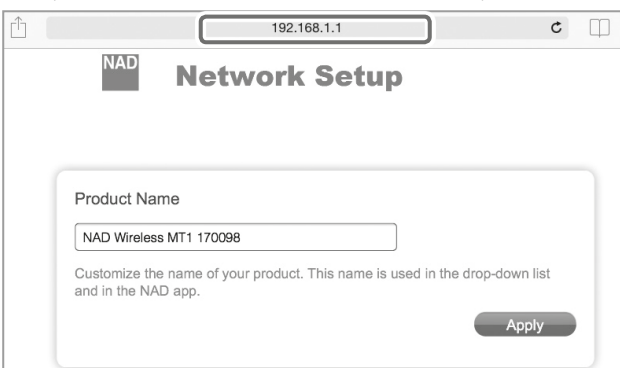 192.168.1.1
NAD
Network Setup
Product Name
NAD Wireless MT1 170098
Customize the name of your product. This name is used in the drop-down list
and in the NAD app.
Apply